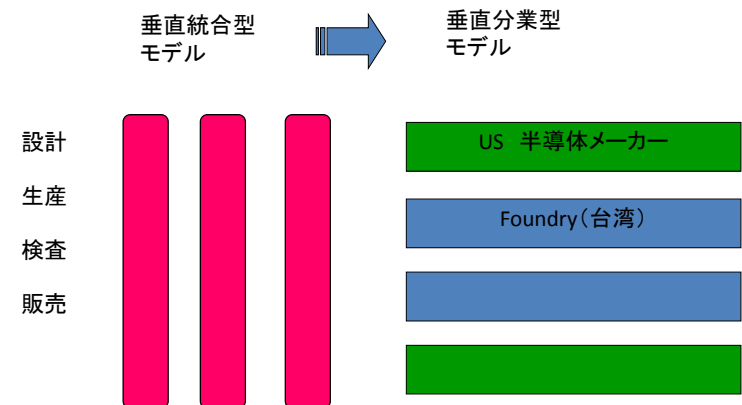 垂直統合型
モデル
垂直分業型
モデル
設計
生産
検査
販売
US 半導体メーカー
Foundry(台湾)